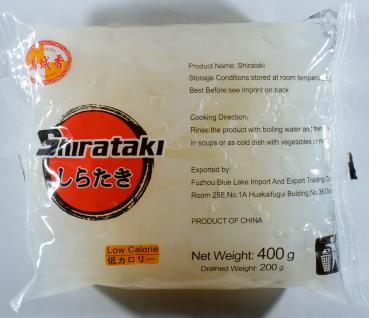 Product Name: Shirataki
Storage Conditions:stored at room
Best Before:see imprint on back
Cooking Direction:
Rinse the product with boiling water and
in soups or as cold dish with vegetables or
Shirataki
しらたき
Exported by:
Fuzhou Blue Lake Import And Export Trading
Room 25E,No.1A Huakaifugui Bulding,No.38
PRODUCT OF CHINA
Low Calorie
低カロリー
Net Weight: 400 g
Drained Weight: 200 g